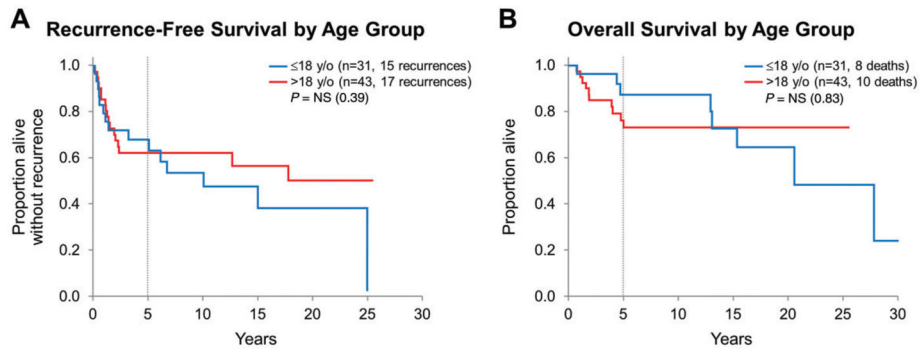 A Recurrence-Free Survival by Age Group
≤18 y/o (n=31, 15 recurrences)
>18 y/o (n=43, 17 recurrences)
P = NS (0.39)
Proportion alive
without recurrence
1.0
0.8
0.6
0.4
0.2
0.0
0 5 10 15 20 25 30
Years
B Overall Survival by Age Group
≤18 y/o (n=31, 8 deaths)
>18 y/o (n=43, 10 deaths)
P = NS (0.83)
Proportion alive
1.0
0.8
0.6
0.4
0.2
0.0
0 5 10 15 20 25 30
Years